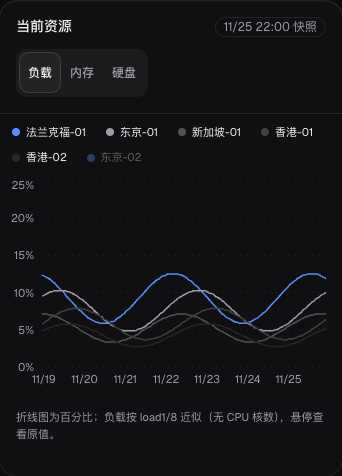 当前资源
11/25 22:00 快照
负载 内存 硬盘
法兰克福-01 东京-01 新加坡-01 香港-01
香港-02 东京-02
25%
20%
15%
10%
5%
0%
11/19 11/20 11/21 11/22 11/23 11/24 11/25
折线图为百分比；负载按 load1/8 近似（无 CPU 核数），悬停查
看原值。